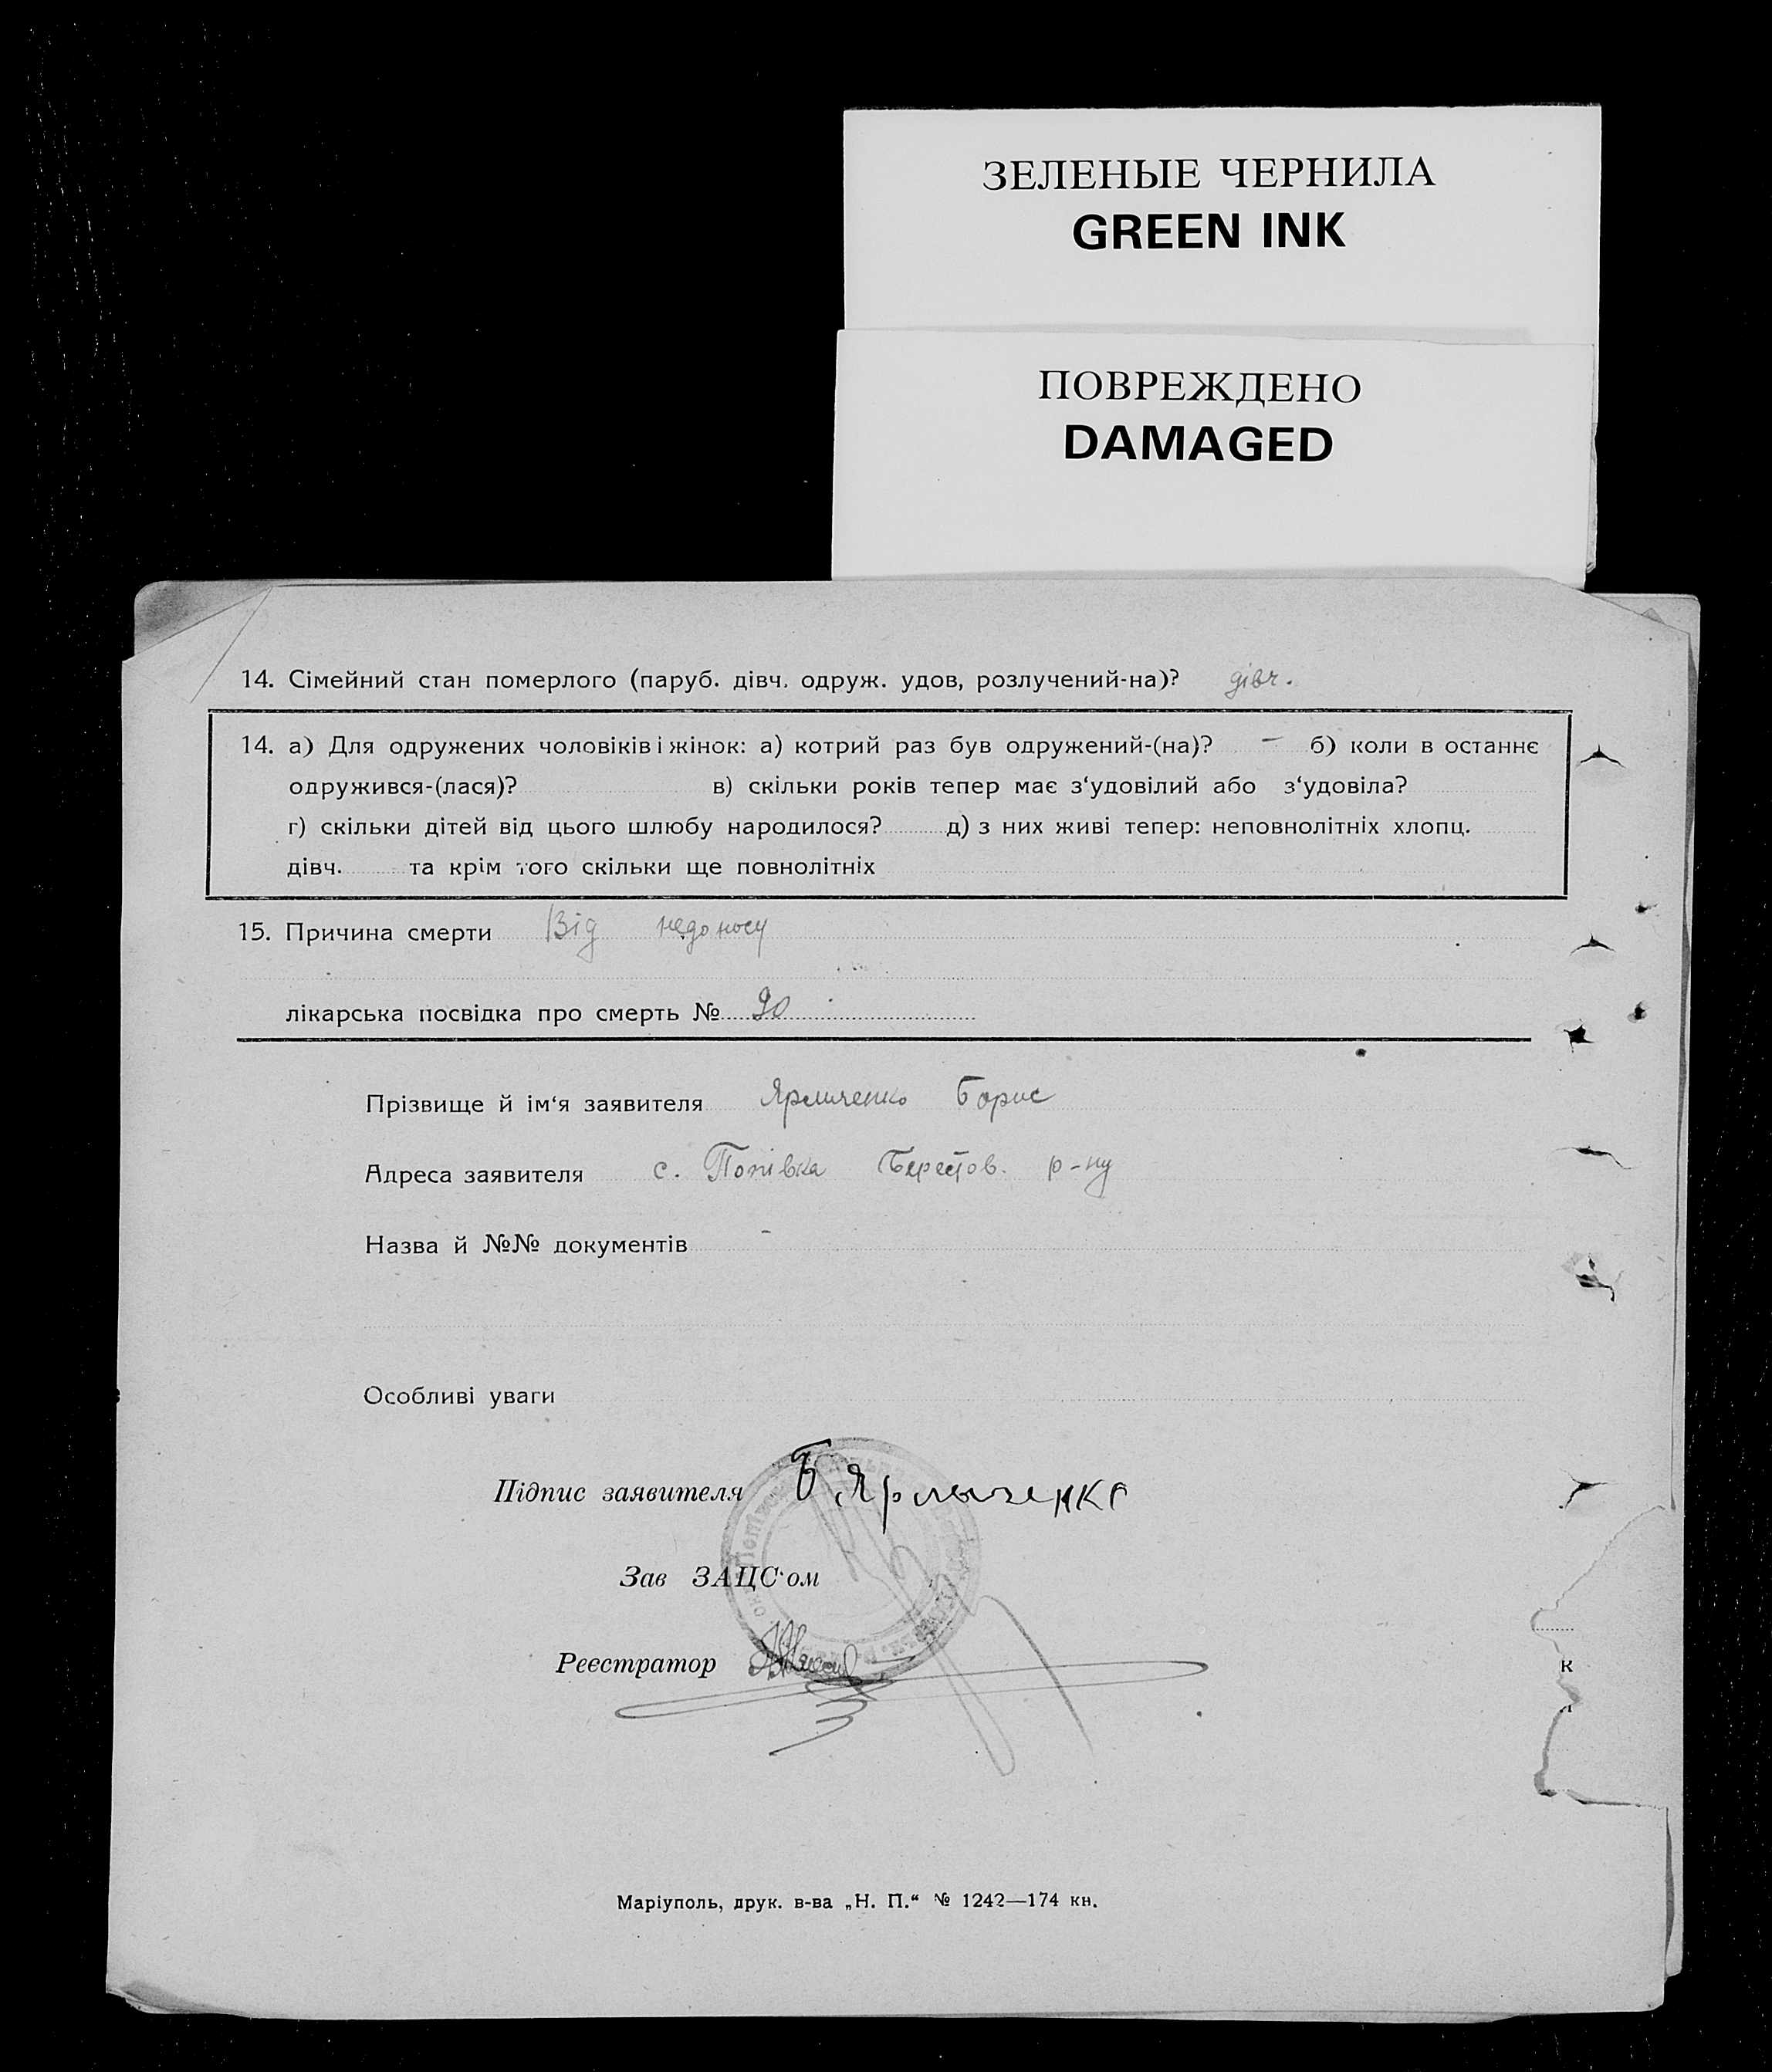 ЗЕЛЕНЫЕ ЧЕРНИЛА
GREEN INK
ПОВРЕЖДЕНО
DAMAGED
14. Сімейний стан померлого (паруб. дівч. одруж. удов, розлучений-на)? дівч.
14. а) Для одружених чоловіків і жінок: а) котрий раз був одружений-(на)? — б) коли в останнє
одружився-(лася)? в) скільки років тепер має з‘удовілий або з‘удовіла?
г) скільки дітей від цього шлюбу народилося? д) з них живі тепер: неповнолітніх хлопц.
дівч. та крім того скільки ще повнолітніх
15. Причина смерти Від недоносу
лікарська посвідка про смерть № 90
Прізвище й ім‘я заявителя Ярличенко Борис
Адреса заявителя с. Попівка Берестов. р-ну
Назва й №№ документів -
Особливі уваги
Підпис заявителя Б. Ярлыченко
Зав ЗАЦС‘ом
Реєстратор
к
Маріуполь, друк. в-ва „Н. П.“ № 1242—174 кн.